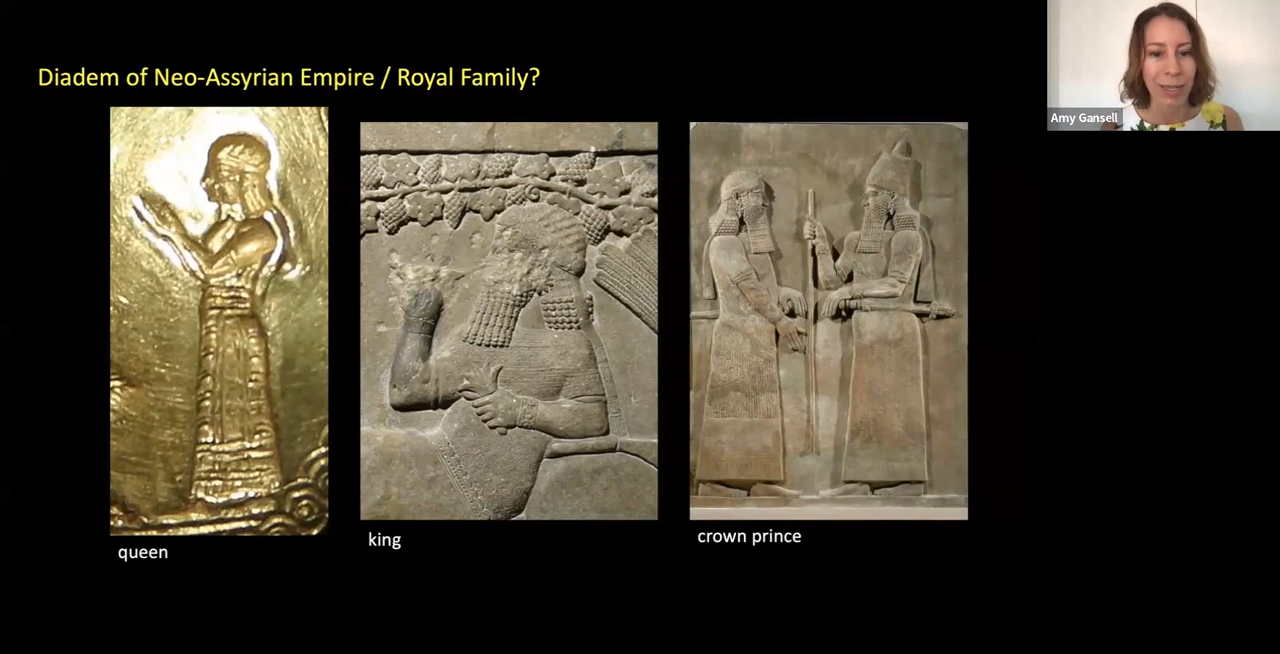 Diadem of Neo-Assyrian Empire / Royal Family?
Amy Gansell
queen
king
crown prince